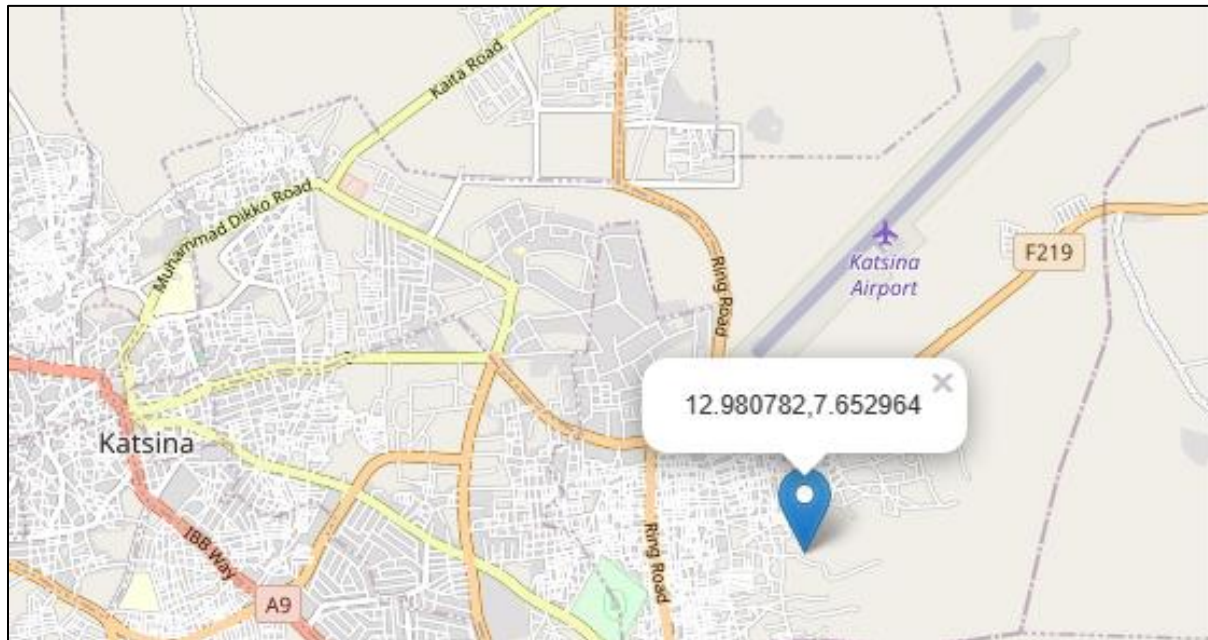 Kaita Road
Muhammad Dikko Road
Ring Road
Katsina
Airport
F219
12.980782,7.652964
×
Katsina
IBB Way
Ring Road
A9